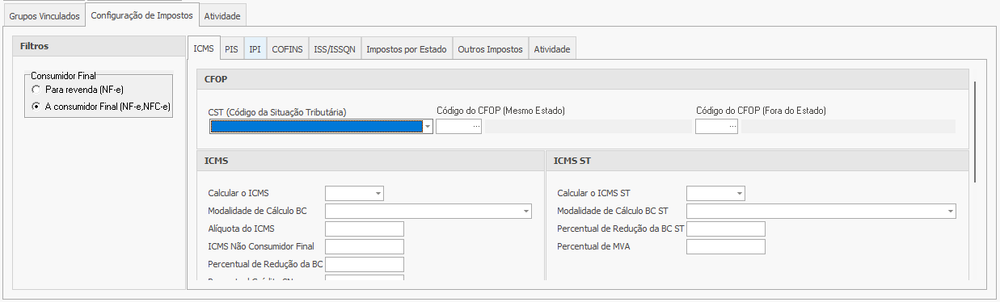 Grupos Vinculados
Configuração de Impostos
Atividade
Filtros
Consumidor Final
Para revenda (NF-e)
A consumidor Final (NF-e,NFC-e)
ICMS
PIS
IPI
COFINS
ISS/ISSQN
Impostos por Estado
Outros Impostos
Atividade
CFOP
CST (Código da Situação Tributária)
Código do CFOP (Mesmo Estado)
Código do CFOP (Fora do Estado)
...
...
ICMS
Calcular o ICMS
Modalidade de Cálculo BC
Alíquota do ICMS
ICMS Não Consumidor Final
Percentual de Redução da BC
ICMS ST
Calcular o ICMS ST
Modalidade de Cálculo BC ST
Percentual de Redução da BC ST
Percentual de MVA